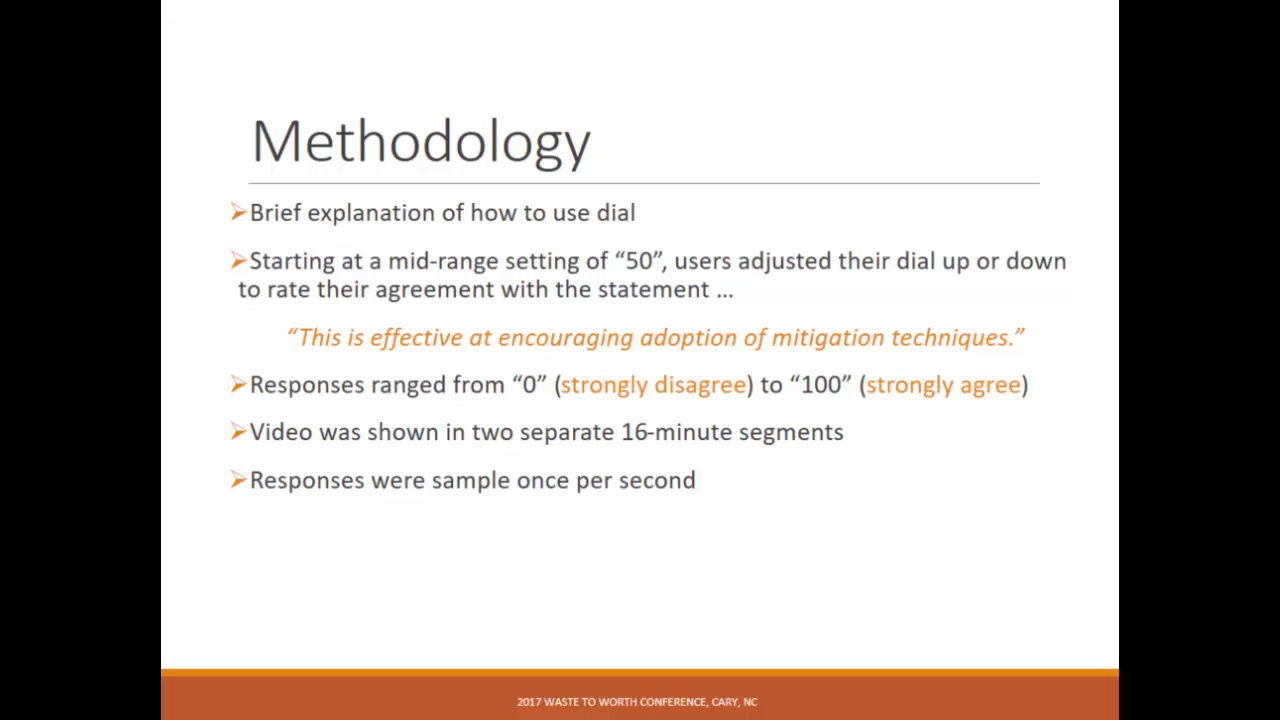 Methodology
Brief explanation of how to use dial
Starting at a mid-range setting of “50”, users adjusted their dial up or down
to rate their agreement with the statement …
“This is effective at encouraging adoption of mitigation techniques.”
Responses ranged from “0” (strongly disagree) to “100” (strongly agree)
Video was shown in two separate 16-minute segments
Responses were sample once per second
2017 WASTE TO WORTH CONFERENCE, CARY, NC